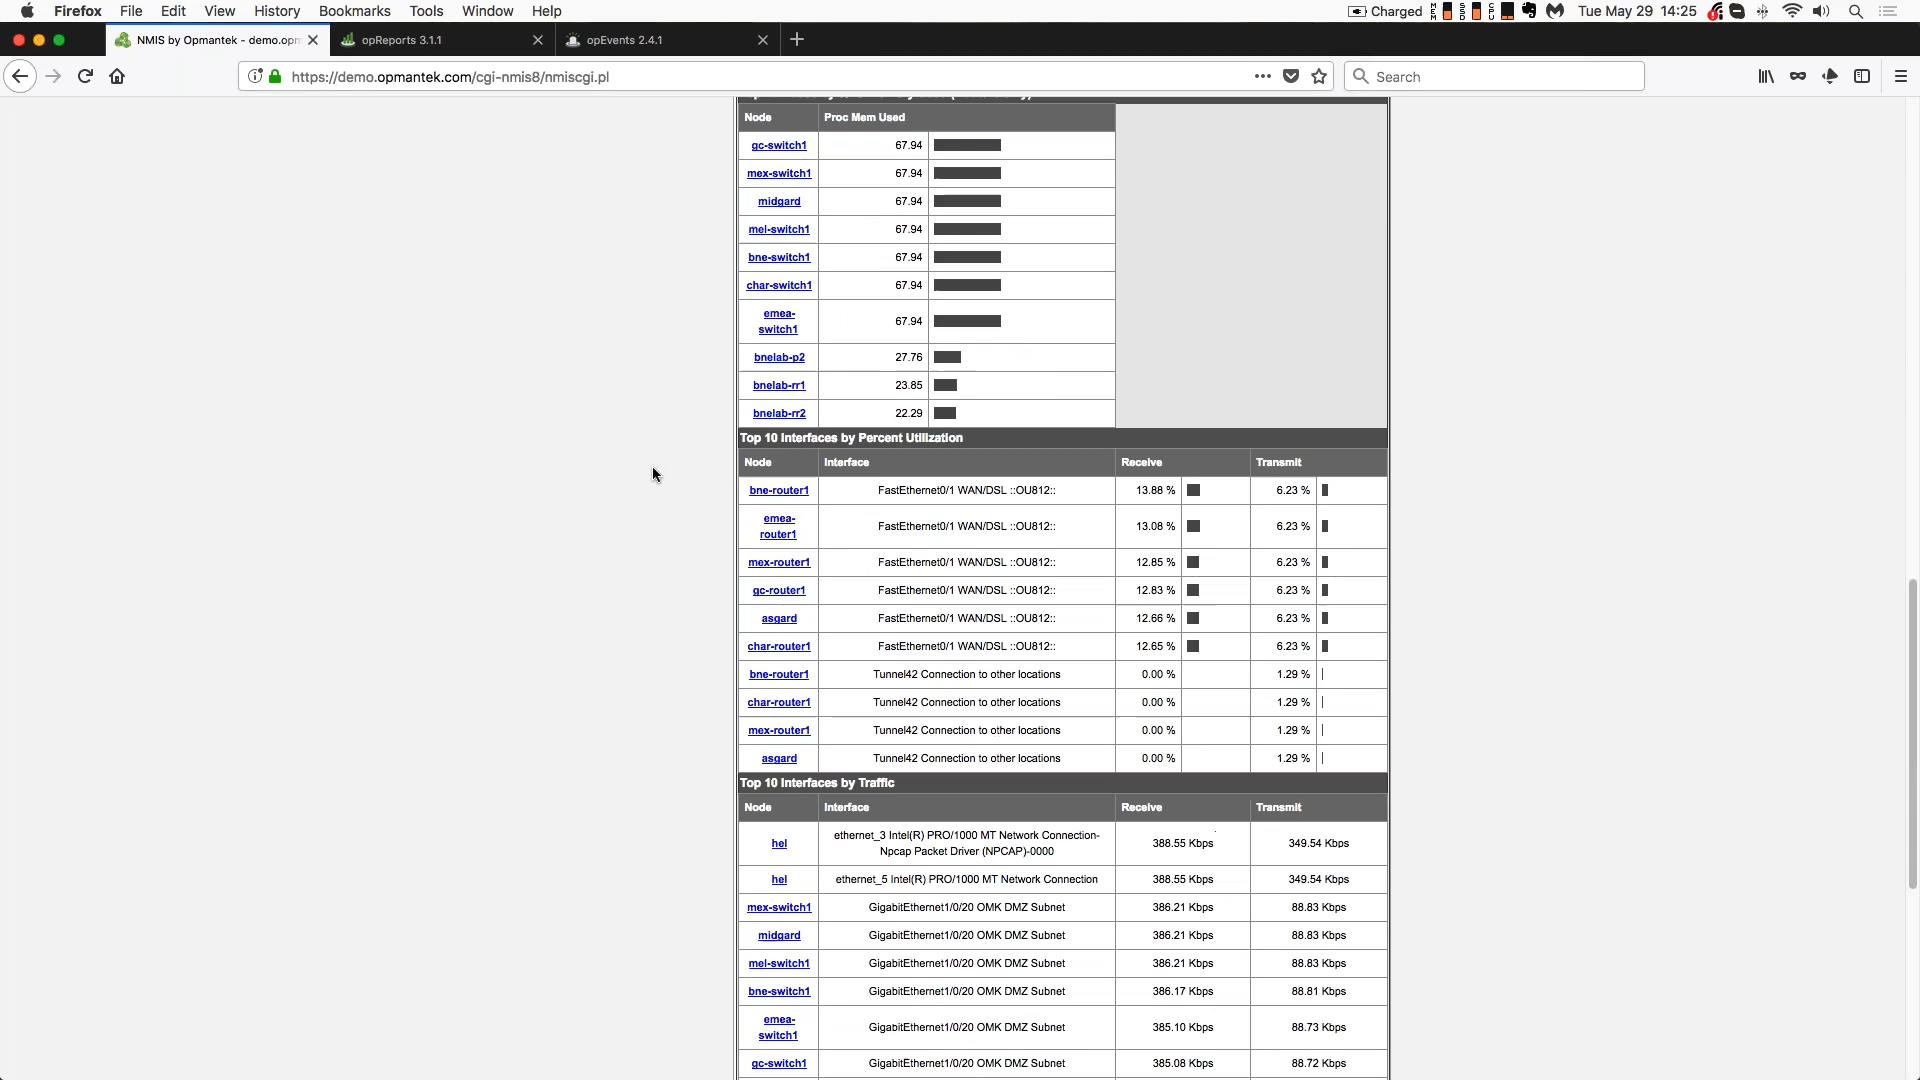 Firefox File Edit View History Bookmarks Tools Window Help Charged MEM SSD CPU Tue May 29 14:25
NMIS by Opmantek - demo.opm opReports 3.1.1 opEvents 2.4.1
https://demo.opmantek.com/cgi-nmis8/nmiscgi.pl Search
Node Proc Mem Used
gc-switch1 67.94
mex-switch1 67.94
midgard 67.94
mel-switch1 67.94
bne-switch1 67.94
char-switch1 67.94
emea-
switch1 67.94
bnelab-p2 27.76
bnelab-rr1 23.85
bnelab-rr2 22.29
Top 10 Interfaces by Percent Utilization
Node Interface Receive Transmit
bne-router1 FastEthernet0/1 WAN/DSL ::OU812:: 13.88 % 6.23 %
emea-
router1 FastEthernet0/1 WAN/DSL ::OU812:: 13.08 % 6.23 %
mex-router1 FastEthernet0/1 WAN/DSL ::OU812:: 12.85 % 6.23 %
gc-router1 FastEthernet0/1 WAN/DSL ::OU812:: 12.83 % 6.23 %
asgard FastEthernet0/1 WAN/DSL ::OU812:: 12.66 % 6.23 %
char-router1 FastEthernet0/1 WAN/DSL ::OU812:: 12.65 % 6.23 %
bne-router1 Tunnel42 Connection to other locations 0.00 % 1.29 %
char-router1 Tunnel42 Connection to other locations 0.00 % 1.29 %
mex-router1 Tunnel42 Connection to other locations 0.00 % 1.29 %
asgard Tunnel42 Connection to other locations 0.00 % 1.29 %
Top 10 Interfaces by Traffic
Node Interface Receive Transmit
hel ethernet_3 Intel(R) PRO/1000 MT Network Connection-
Npcap Packet Driver (NPCAP)-0000 388.55 Kbps 349.54 Kbps
hel ethernet_5 Intel(R) PRO/1000 MT Network Connection 388.55 Kbps 349.54 Kbps
mex-switch1 GigabitEthernet1/0/20 OMK DMZ Subnet 386.21 Kbps 88.83 Kbps
midgard GigabitEthernet1/0/20 OMK DMZ Subnet 386.21 Kbps 88.83 Kbps
mel-switch1 GigabitEthernet1/0/20 OMK DMZ Subnet 386.21 Kbps 88.83 Kbps
bne-switch1 GigabitEthernet1/0/20 OMK DMZ Subnet 386.17 Kbps 88.81 Kbps
emea-
switch1 GigabitEthernet1/0/20 OMK DMZ Subnet 385.10 Kbps 88.73 Kbps
gc-switch1 GigabitEthernet1/0/20 OMK DMZ Subnet 385.08 Kbps 88.72 Kbps